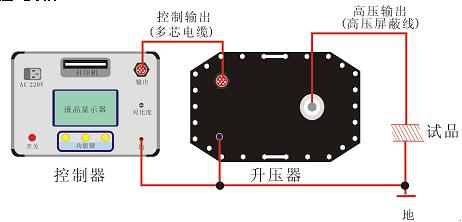 控制输出
(多芯电缆)
高压输出
(高压屏蔽线)
打印机
AC 220V
输出
液晶显示器
对比度
开关
功能键
地
控制器
升压器
试品
地